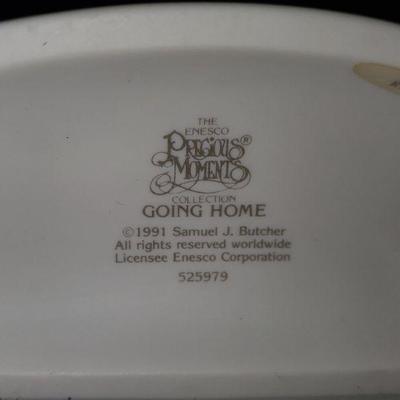 THE
ENESCO
PRECIOUS®
MOMENTS
COLLECTION
GOING HOME
©1991 Samuel J. Butcher
All rights reserved worldwide
Licensee Enesco Corporation
525979